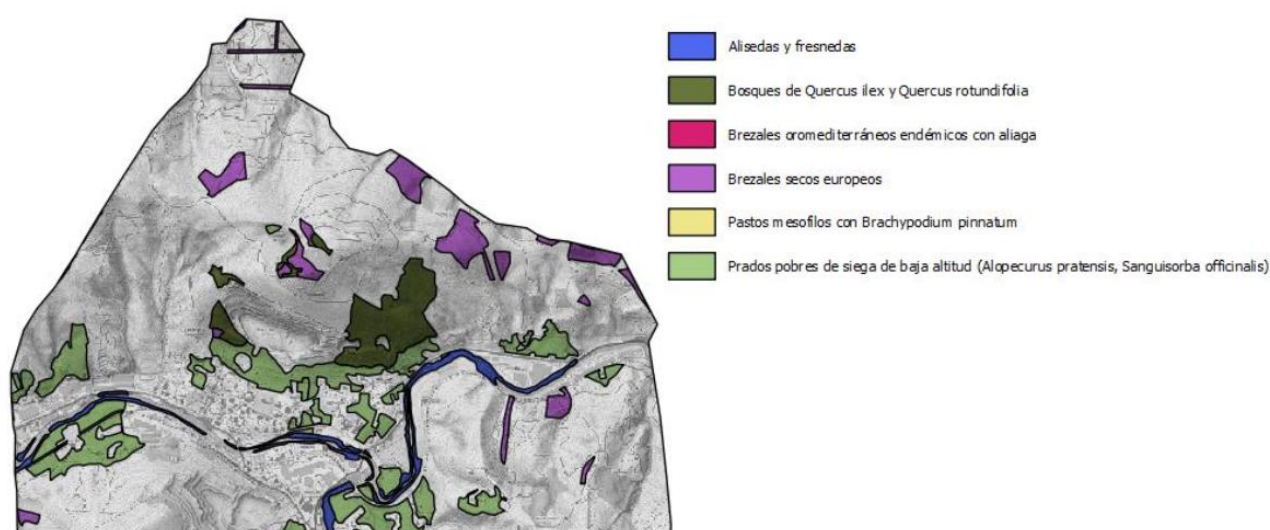 Alisedas y fresnedas
Bosques de Quercus ilex y Quercus rotundifolia
Brezales oromediterráneos endémicos con aliaga
Brezales secos europeos
Pastos mesofilos con Brachypodium pinnatum
Prados pobres de siega de baja altitud (Alopecurus pratensis, Sanguisorba officinalis)